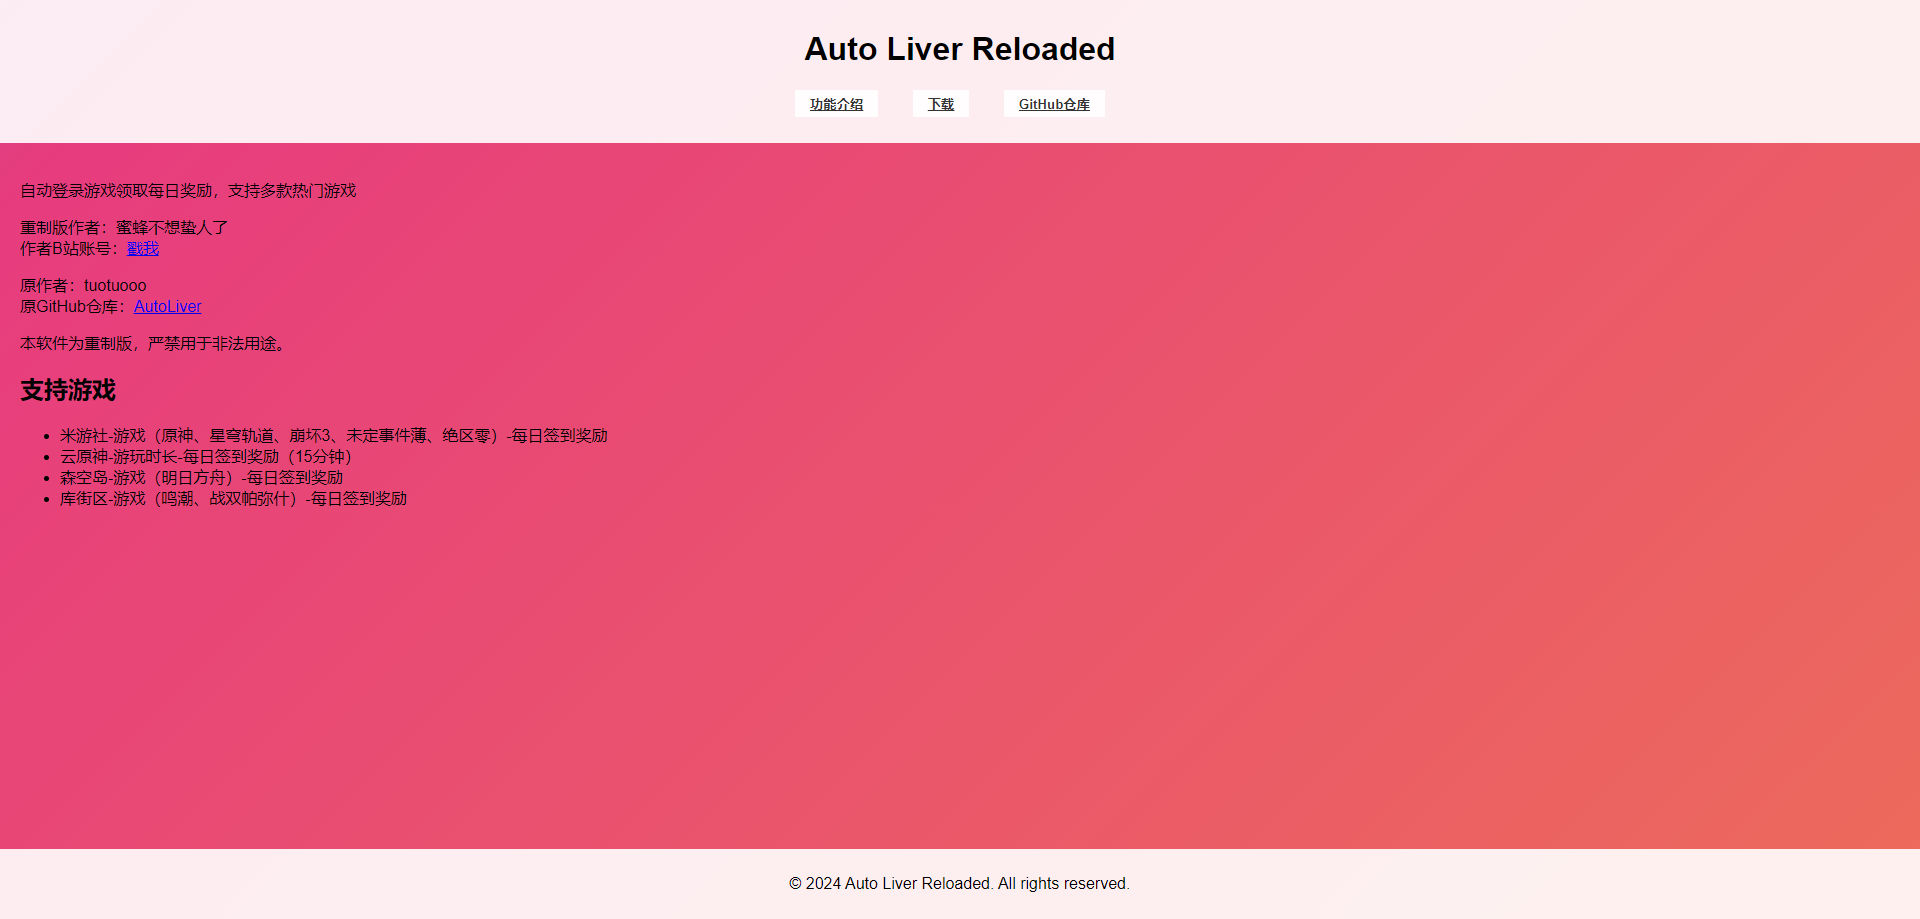 Auto Liver Reloaded
功能介绍 下载 GitHub仓库
自动登录游戏领取每日奖励，支持多款热门游戏
重制版作者：蜜蜂不想蛰人了
作者B站账号：戳我
原作者：tuotuooo
原GitHub仓库：AutoLiver
本软件为重制版，严禁用于非法用途。
支持游戏
• 米游社-游戏（原神、星穹轨道、崩坏3、未定事件薄、绝区零）-每日签到奖励
• 云原神-游玩时长-每日签到奖励（15分钟）
• 森空岛-游戏（明日方舟）-每日签到奖励
• 库街区-游戏（鸣潮、战双帕弥什）-每日签到奖励
© 2024 Auto Liver Reloaded. All rights reserved.